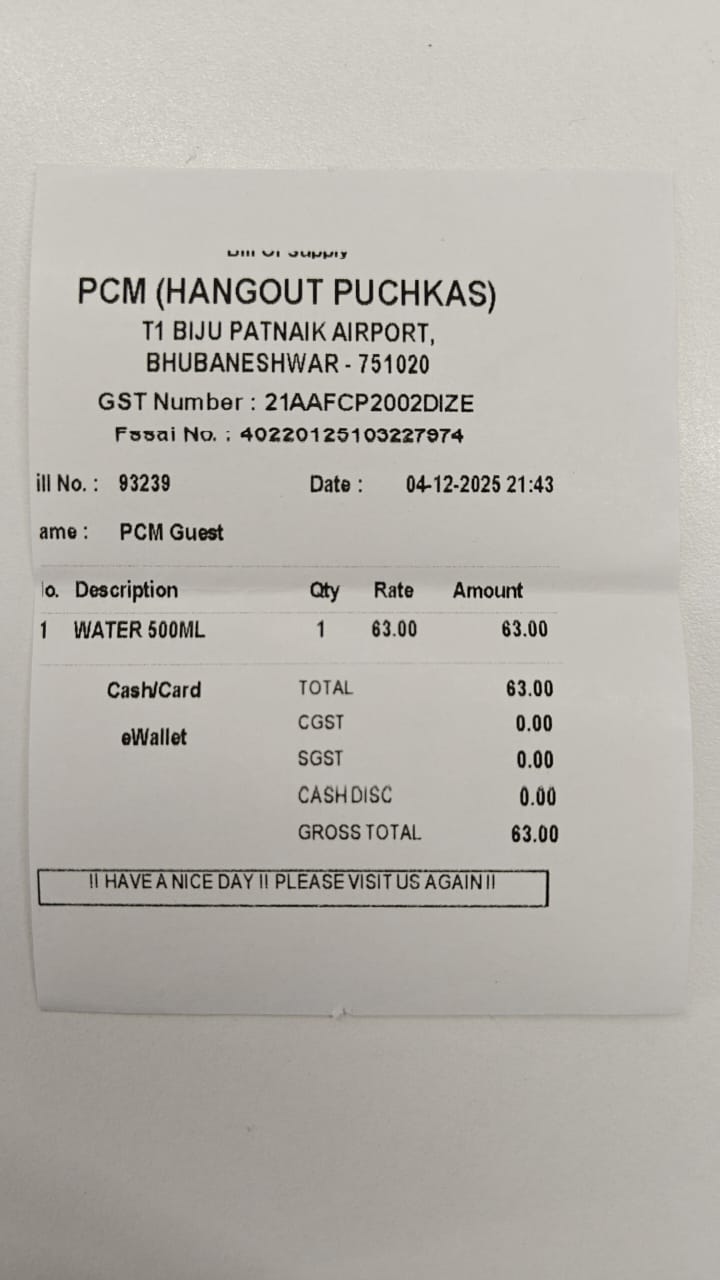 Bill Of Supply
PCM (HANGOUT PUCHKAS)
T1 BIJU PATNAIK AIRPORT,
BHUBANESHWAR - 751020
GST Number : 21AAFCP2002DIZE
Fssai No. : 40220125103227974
ill No. : 93239 Date : 04-12-2025 21:43
ame : PCM Guest
lo. Description Qty Rate Amount
1 WATER 500ML 1 63.00 63.00
Cash/Card TOTAL 63.00
CGST 0.00
eWallet
SGST 0.00
CASH DISC 0.00
GROSS TOTAL 63.00
!! HAVE A NICE DAY !! PLEASE VISIT US AGAIN !!